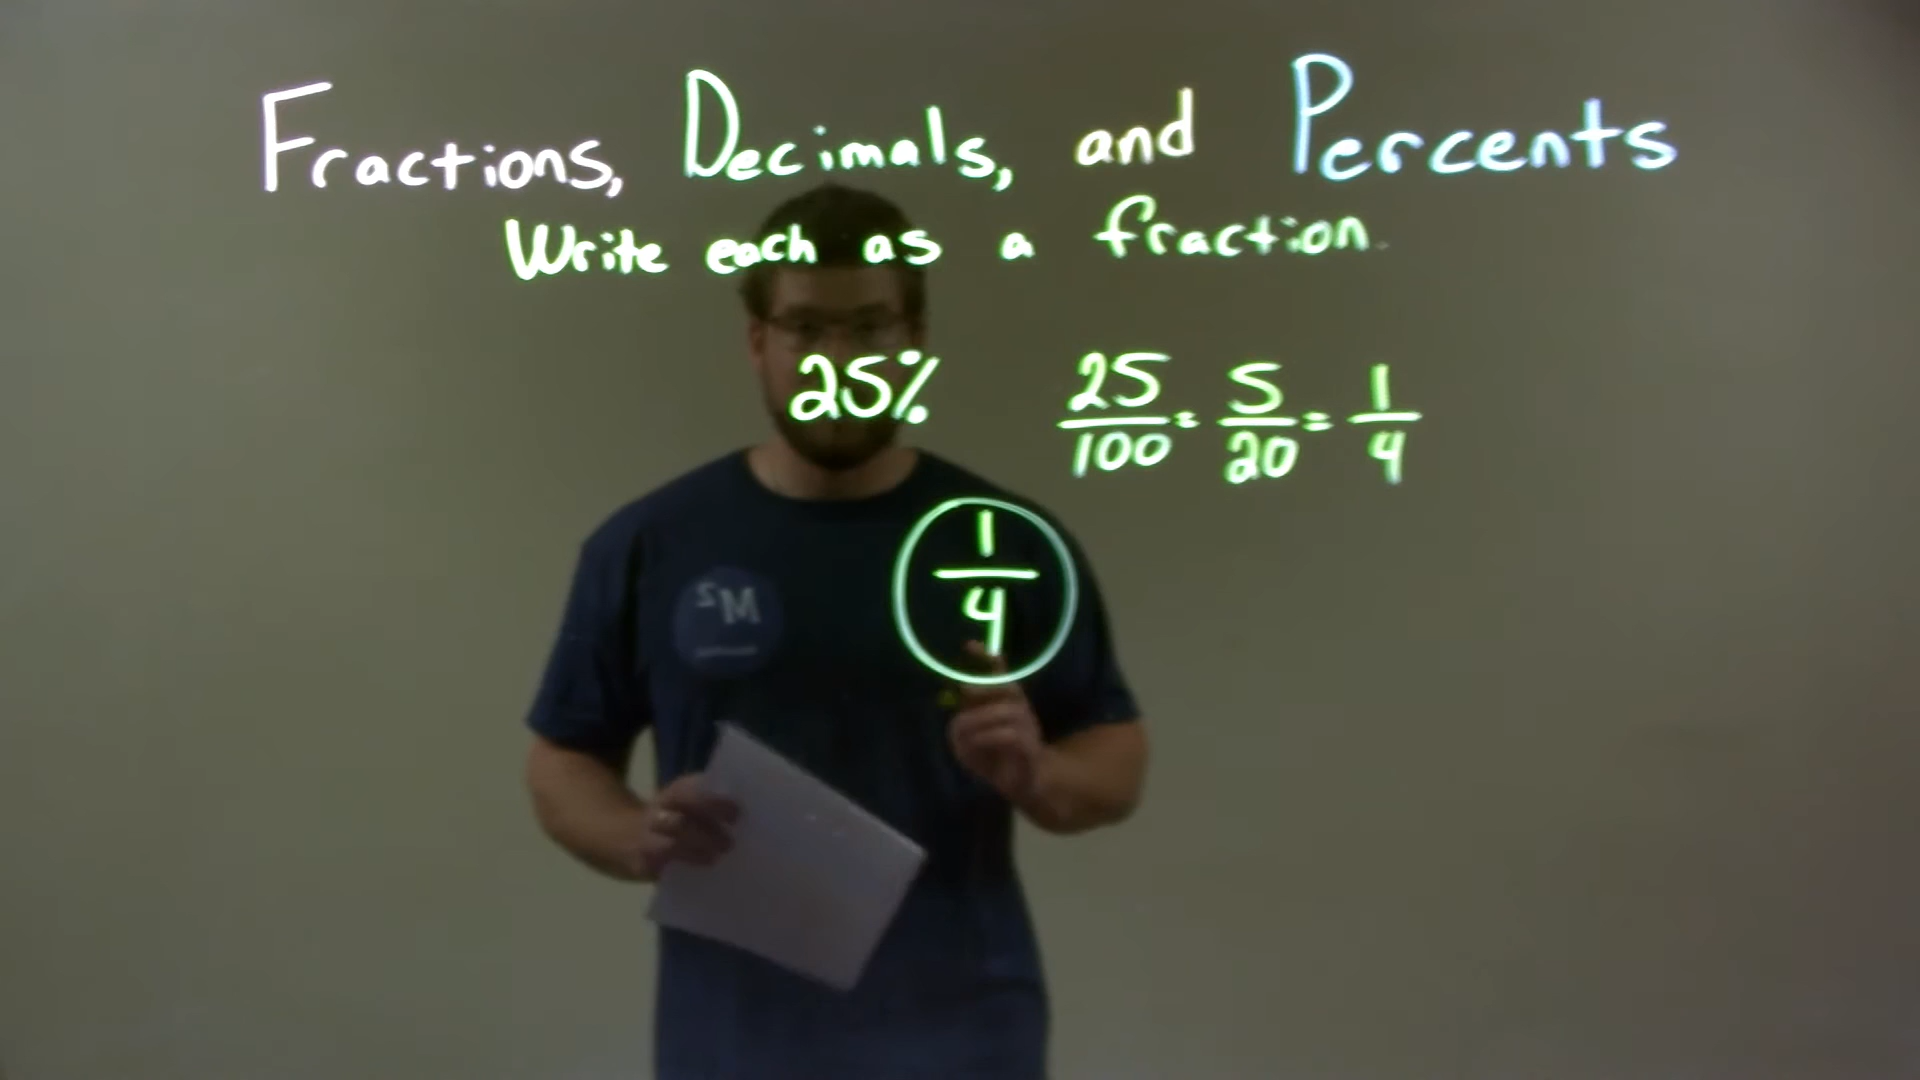 Fractions, Decimals, and Percents
Write each as a fraction.
25% 25/100 = 5/20 = 1/4
1/4